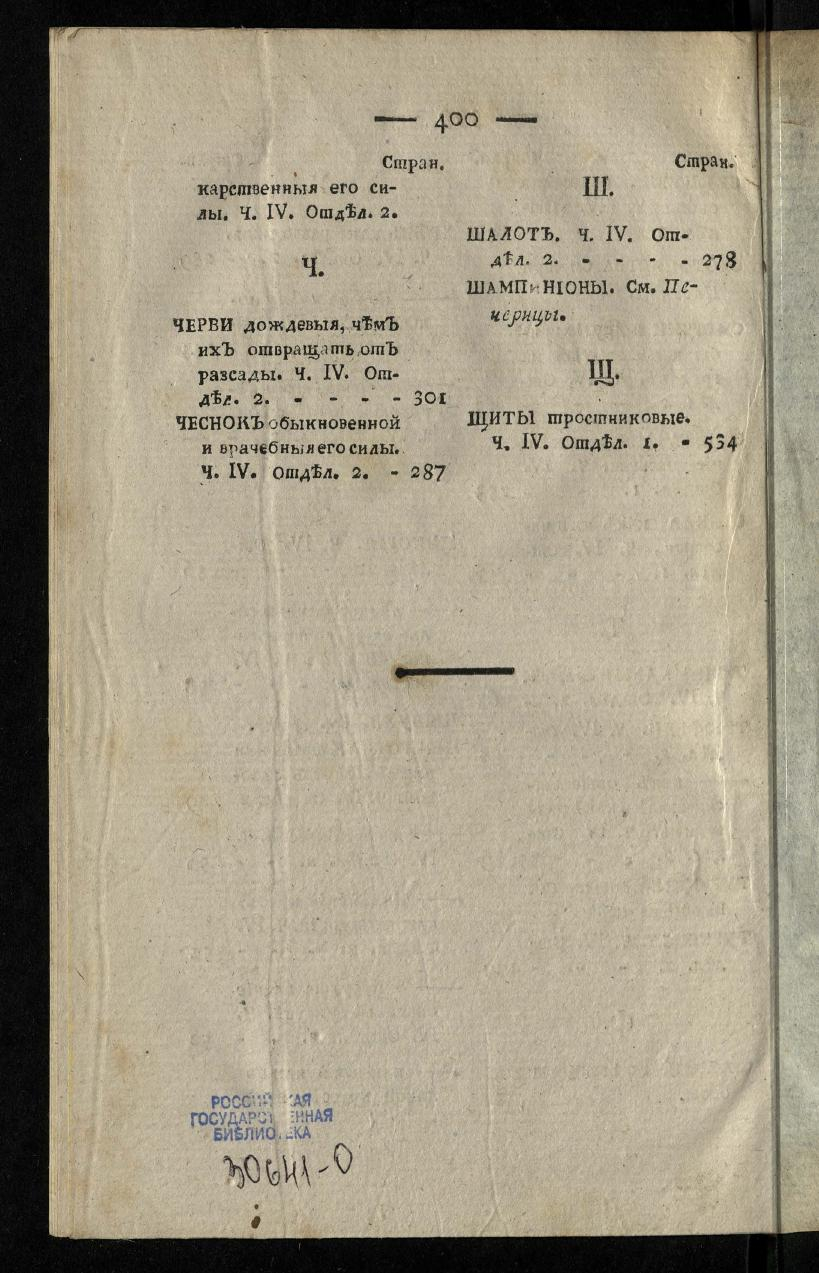 — 400 —
Стран.
карственныя его си-
лы. Ч. IV. Отдѣл. 2.
Ч.
ЧЕРВИ дождевыя, чѣмЪ
ихЪ отвращать отЪ
разсады. Ч. IV. От-
дѣл. 2. - - - - 301
ЧЕСНОКЪ обыкновенной
и врачебныя его силы.
Ч. IV. Отдѣл. 2. - 287
Стран.
Ш.
ШАЛОТЪ. Ч. IV. От-
дѣл. 2. - - - - 278
ШАМПИНІОНЫ. См. Пе-
черицы.
Щ.
ЩИТЫ тростниковые.
Ч. IV. Отдѣл. 1. - 534
РОССИЙСКАЯ
ГОСУДАРСТВЕННАЯ
БИБЛИОТЕКА
30641-0